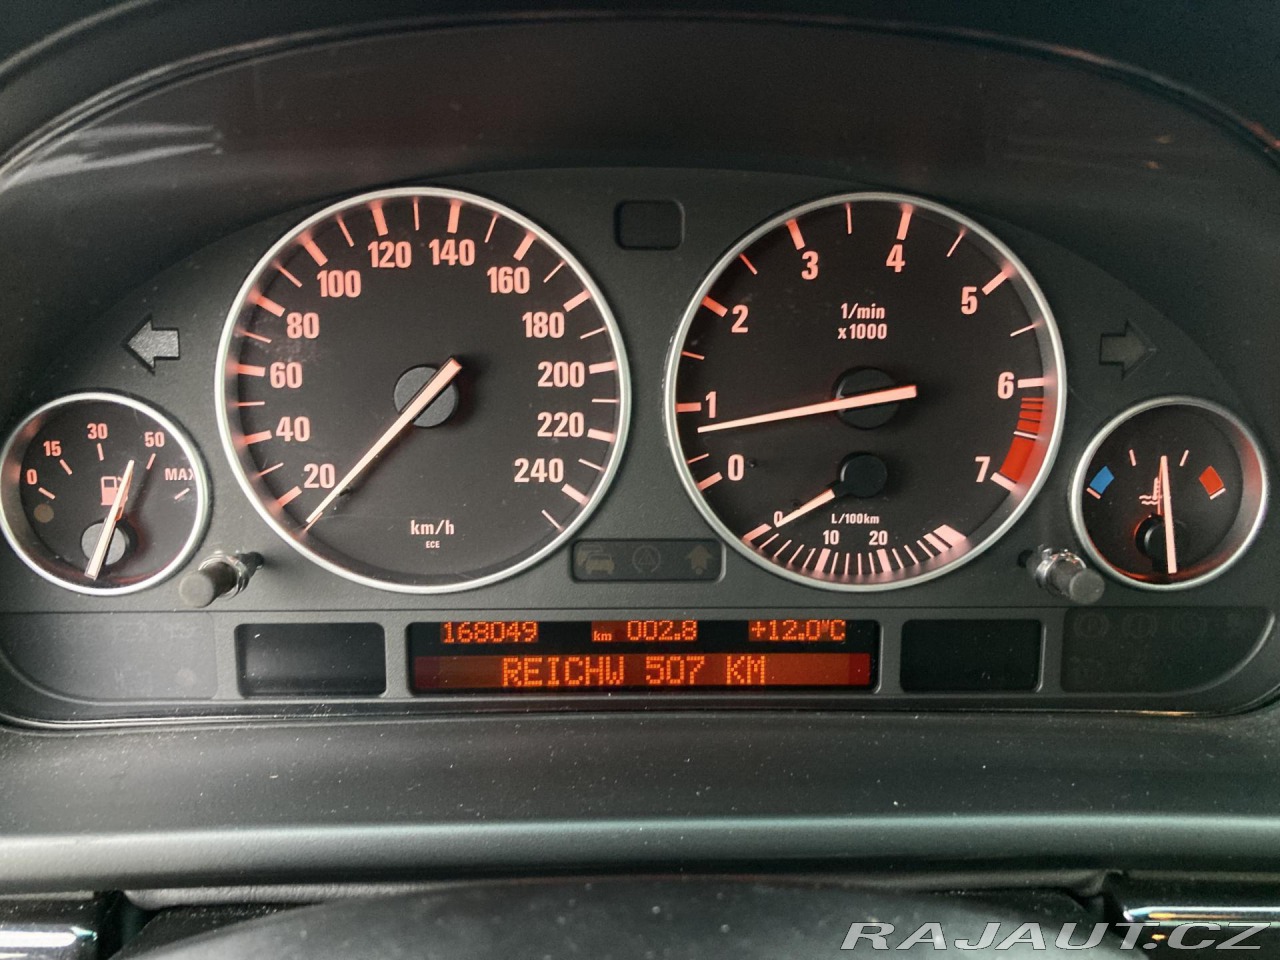 120 140
100 160
80 180
60 200
40 220
20 240
km/h
ECE
3 4
2 5
1/min
x1000
1 6
0 7
0 L/100km
10 20
0 15 30 50 MAX
168049 km 002.8 +12.0°C
REICHW 507 KM
RAJAUT.CZ